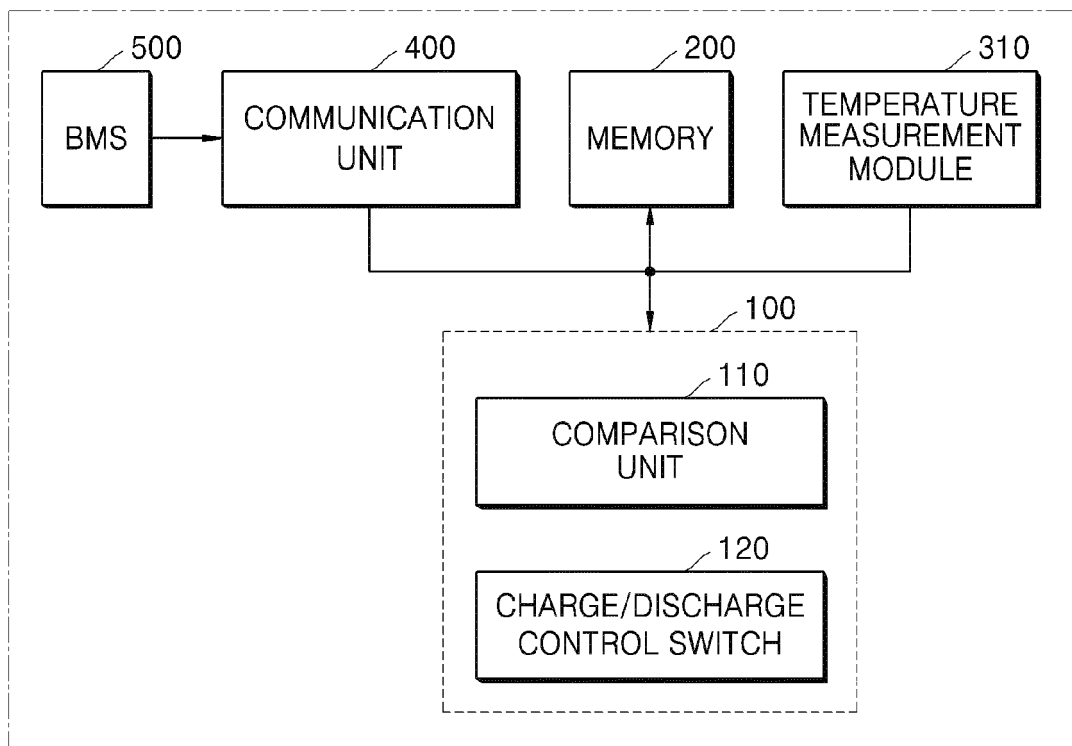 500
400
200
310
BMS
COMMUNICATION
UNIT
MEMORY
TEMPERATURE
MEASUREMENT
MODULE
100
110
COMPARISON
UNIT
120
CHARGE/DISCHARGE
CONTROL SWITCH